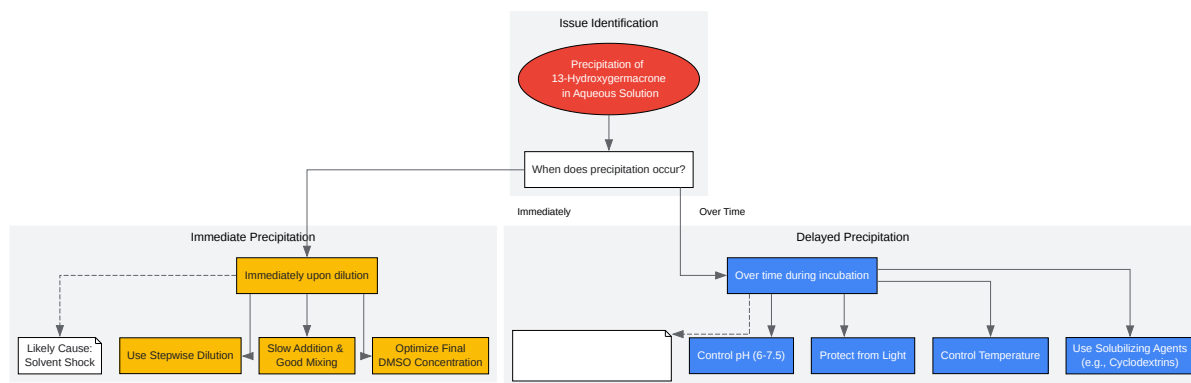 Issue Identification
Precipitation of
13-Hydroxygermacrone
in Aqueous Solution
When does precipitation occur?
Immediately
Over Time
Immediate Precipitation
Immediately upon dilution
Likely Cause:
Solvent Shock
Use Stepwise Dilution
Slow Addition &
Good Mixing
Optimize Final
DMSO Concentration
Delayed Precipitation
Over time during incubation
Control pH (6-7.5)
Protect from Light
Control Temperature
Use Solubilizing Agents
(e.g., Cyclodextrins)